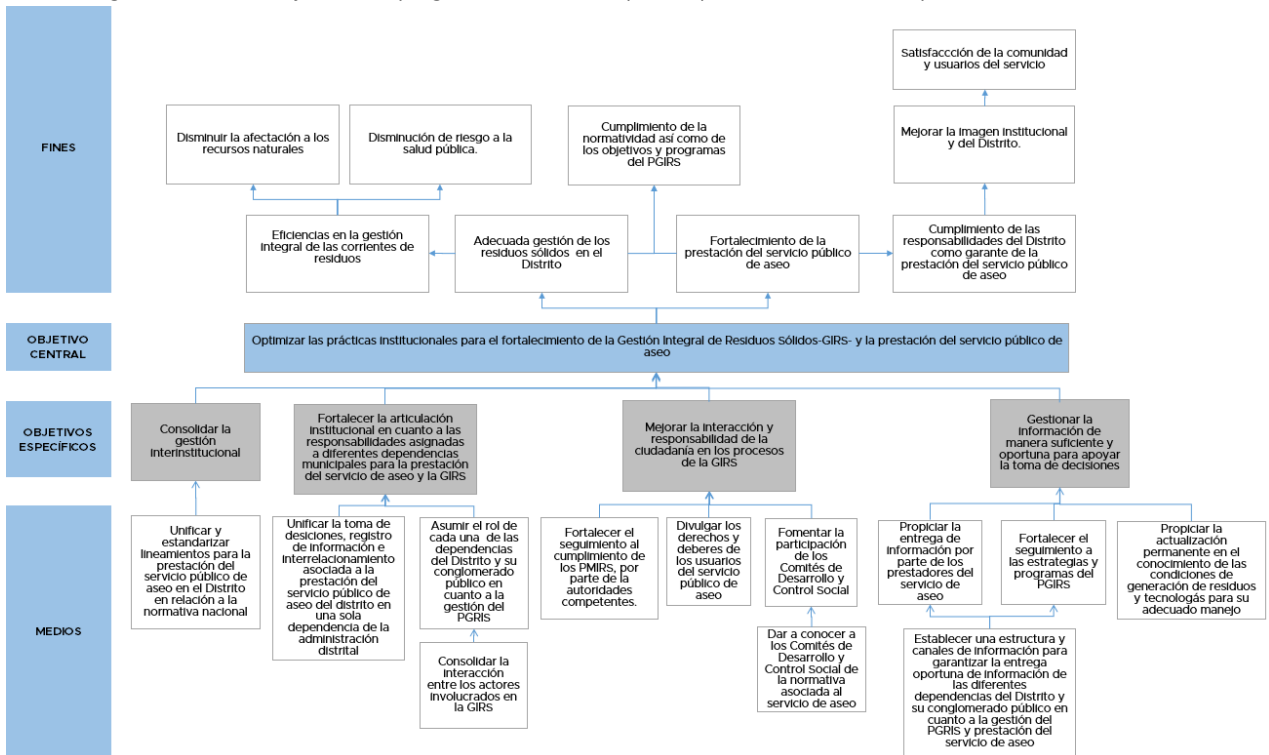 FINES
Satisfaccción de la comunidad
y usuarios del servicio
Disminuir la afectación a los
recursos naturales
Disminución de riesgo a la
salud pública.
Cumplimiento de la
normatividad así como de
los objetivos y programas
del PGIRS
Mejorar la imagen institucional
y del Distrito.
Eficiencias en la gestión
integral de las corrientes de
residuos
Adecuada gestión de los
residuos sólidos en el
Distrito
Fortalecimiento de la
prestación del servicio público
de aseo
Cumplimiento de las
responsabilidades del Distrito
como garante de la
prestación del servicio público
de aseo
OBJETIVO
CENTRAL
Optimizar las prácticas institucionales para el fortalecimiento de la Gestión Integral de Residuos Sólidos-GIRS- y la prestación del servicio público de
aseo
OBJETIVOS
ESPECÍFICOS
Consolidar la
gestión
interinstitucional
Fortalecer la articulación
institucional en cuanto a las
responsabilidades asignadas
a diferentes dependencias
municipales para la prestación
del servicio de aseo y la GIRS
Mejorar la interacción y
responsabilidad de la
ciudadanía en los procesos
de la GIRS
Gestionar la
información de
manera suficiente y
oportuna para apoyar
la toma de decisiones
MEDIOS
Unificar y
estandarizar
lineamientos para la
prestación del
servicio público de
aseo en el Distrito
en relación a la
normativa nacional
Unificar la toma de
desiciones, registro
de información e
interrelacionamiento
asociada a la
prestación del
servicio público de
aseo del distrito en
una sola
dependencia de la
administración
distrital
Asumir el rol de
cada una de las
dependencias del
Distrito y su
conglomerado
público en
cuanto a la
gestión del
PGRIS
Consolidar la
interacción
entre los actores
involucrados en
la GIRS
Fortalecer el
seguimiento al
cumplimiento de
los PMIRS, por
parte de la
autoridades
competentes.
Divulgar los
derechos y
deberes de
los usuarios
del servicio
público de
aseo
Fomentar la
participación de
los Comités de
Desarrollo y
Control Social
Dar a conocer a
los Comités de
Desarrollo y
Control Social de
la normativa
asociada al
servicio de aseo
Propiciar la
entrega de
información por
parte de los
prestadores del
servicio de
aseo
Fortalecer el
seguimiento a
las estrategias y
programas del
PGIRS
Propiciar la
actualización
permanente en el
conocimiento de las
condiciones de
generación de residuos
y tecnologás para su
adecuado manejo
Establecer una estructura y
canales de información para
garantizar la entrega
oportuna de información de
las diferentes
dependencias del Distrito y
su conglomerado público en
cuanto a la gestión del
PGRIS y prestación del
servicio de aseo